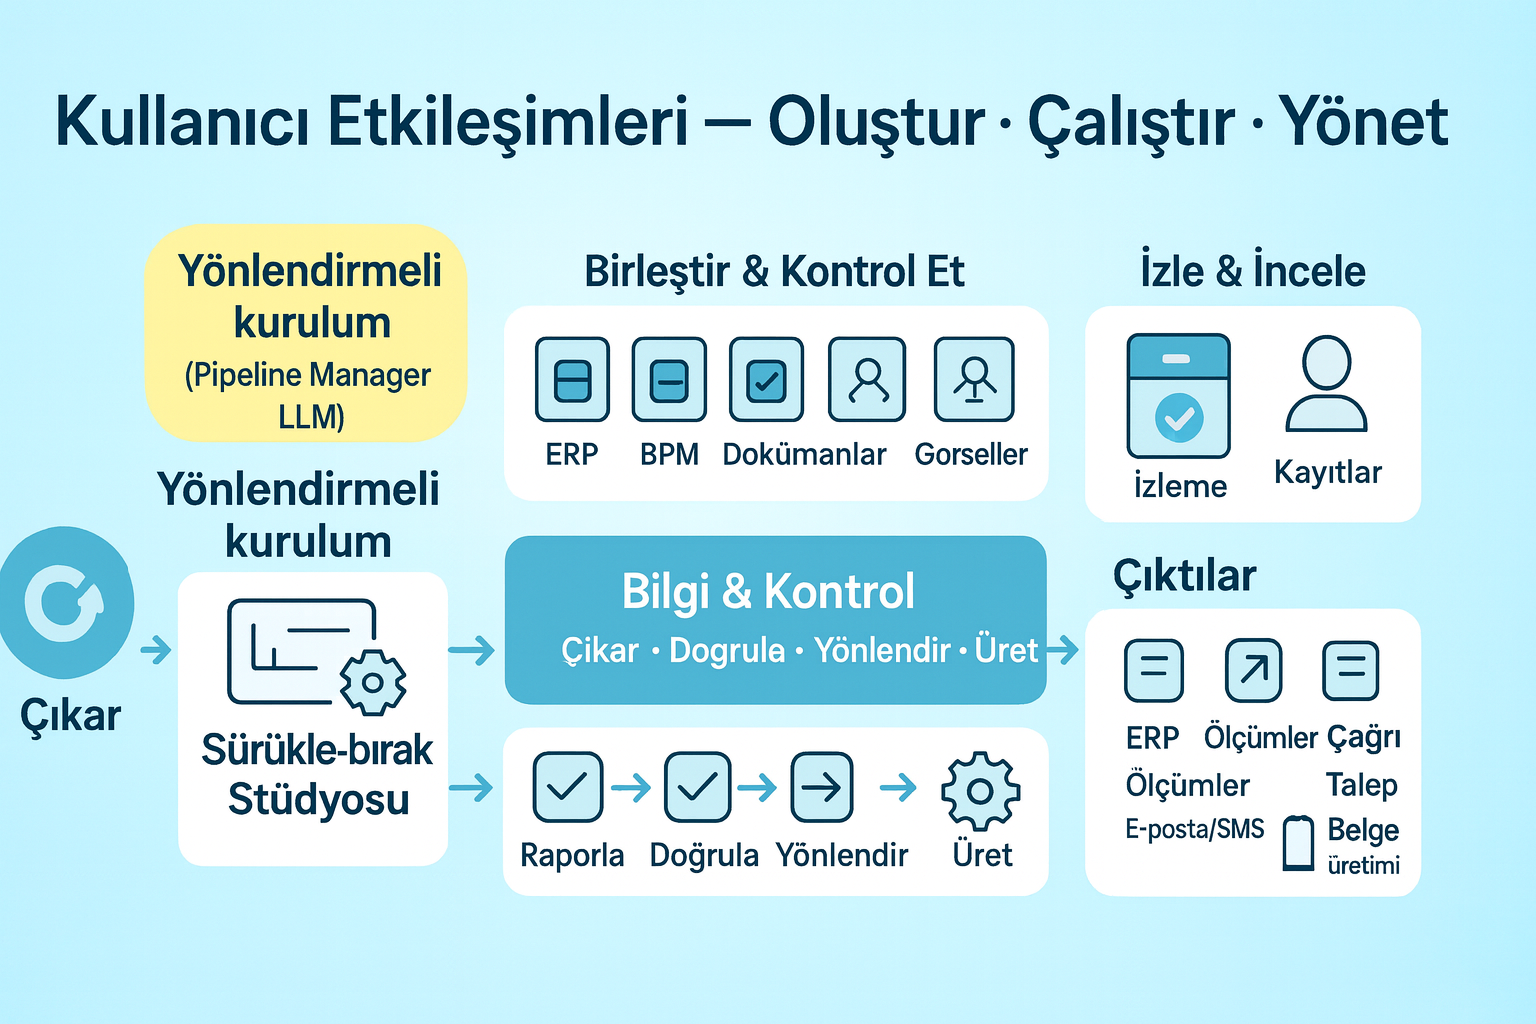 Kullanıcı Etkileşimleri — Oluştur · Çalıştır · Yönet
Yönlendirmeli
kurulum
(Pipeline Manager
LLM)
Yönlendirmeli
kurulum
Çıkar
Sürükle-bırak
Stüdyosu
Birleştir & Kontrol Et
ERP BPM Dokümanlar Gorseller
Bilgi & Kontrol
Çikar · Dogrula · Yönlendir · Üret
Raporla Doğrula Yönlendir Üret
İzle & İncele
İzleme Kayıtlar
Çıktılar
ERP Ölçümler Çağrı
Ölçümler Talep
E-posta/SMS Belge
üretimi